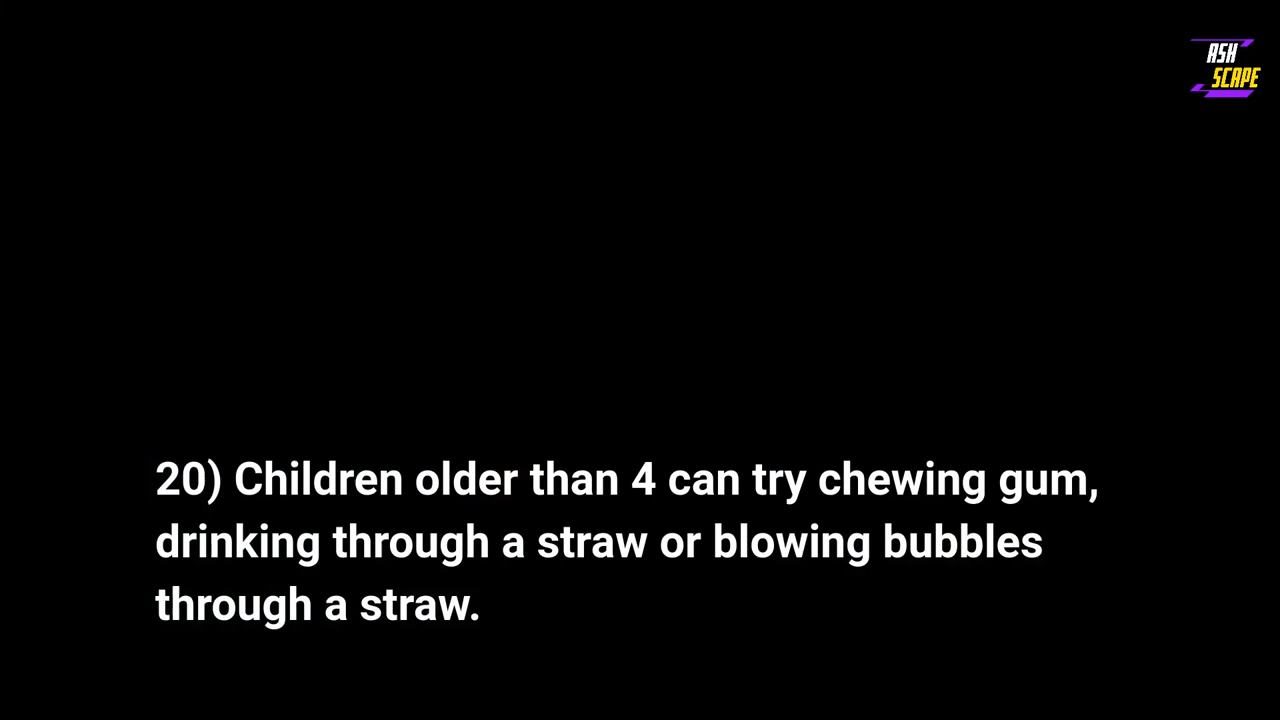 ASH
SCAPE
20) Children older than 4 can try chewing gum,
drinking through a straw or blowing bubbles
through a straw.